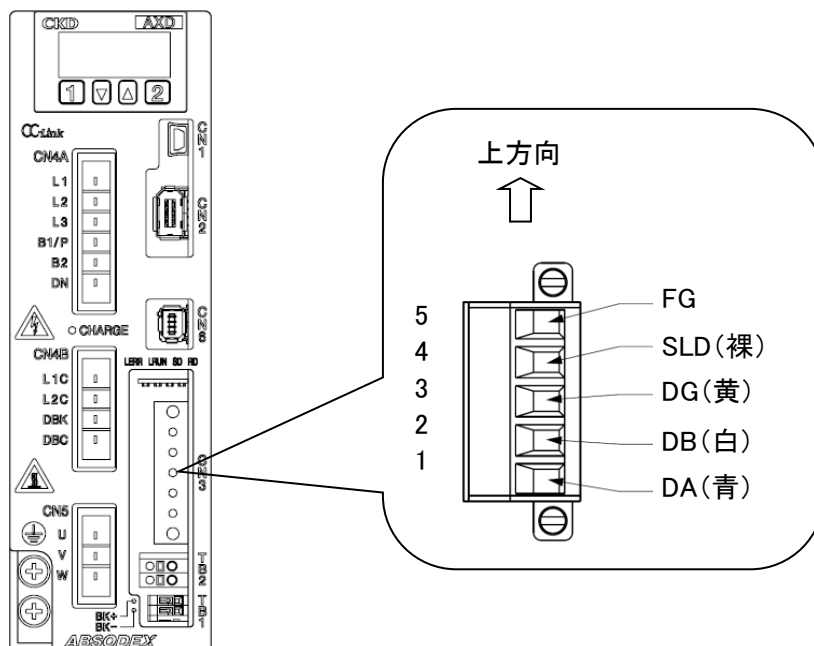 CKD AXD
1 2
CC-Link
CN1
CN4A
L1
L2
L3
B1/P
B2
DN
CN2
CHARGE
CN6
CN4B
L1C
L2C
DBK
DBC
LERR LRUN SD RD
CN3
CN5
U
V
W
TB2
TB1
BK+
BK-
ABSODEX
上方向
5
4
3
2
1
FG
SLD(裸)
DG(黄)
DB(白)
DA(青)